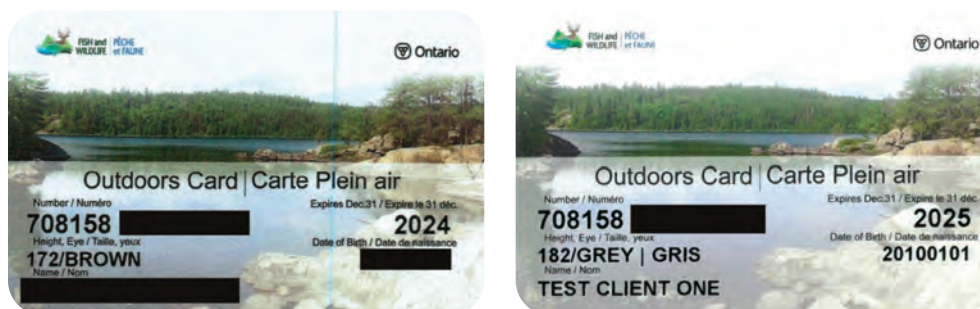 FISH and WILDLIFE | PÊCHE et FAUNE
Ontario
Outdoors Card | Carte Plein air
Number / Numéro
Expires Dec.31 / Expire le 31 déc.
708158
2024
Height, Eye / Taille, yeux
Date of Birth / Date de naissance
172/BROWN
Name / Nom
FISH and WILDLIFE | PÊCHE et FAUNE
Ontario
Outdoors Card | Carte Plein air
Number / Numéro
Expires Dec.31 / Expire le 31 déc.
708158
2025
Height, Eye / Taille, yeux
Date of Birth / Date de naissance
182/GREY | GRIS
20100101
Name / Nom
TEST CLIENT ONE